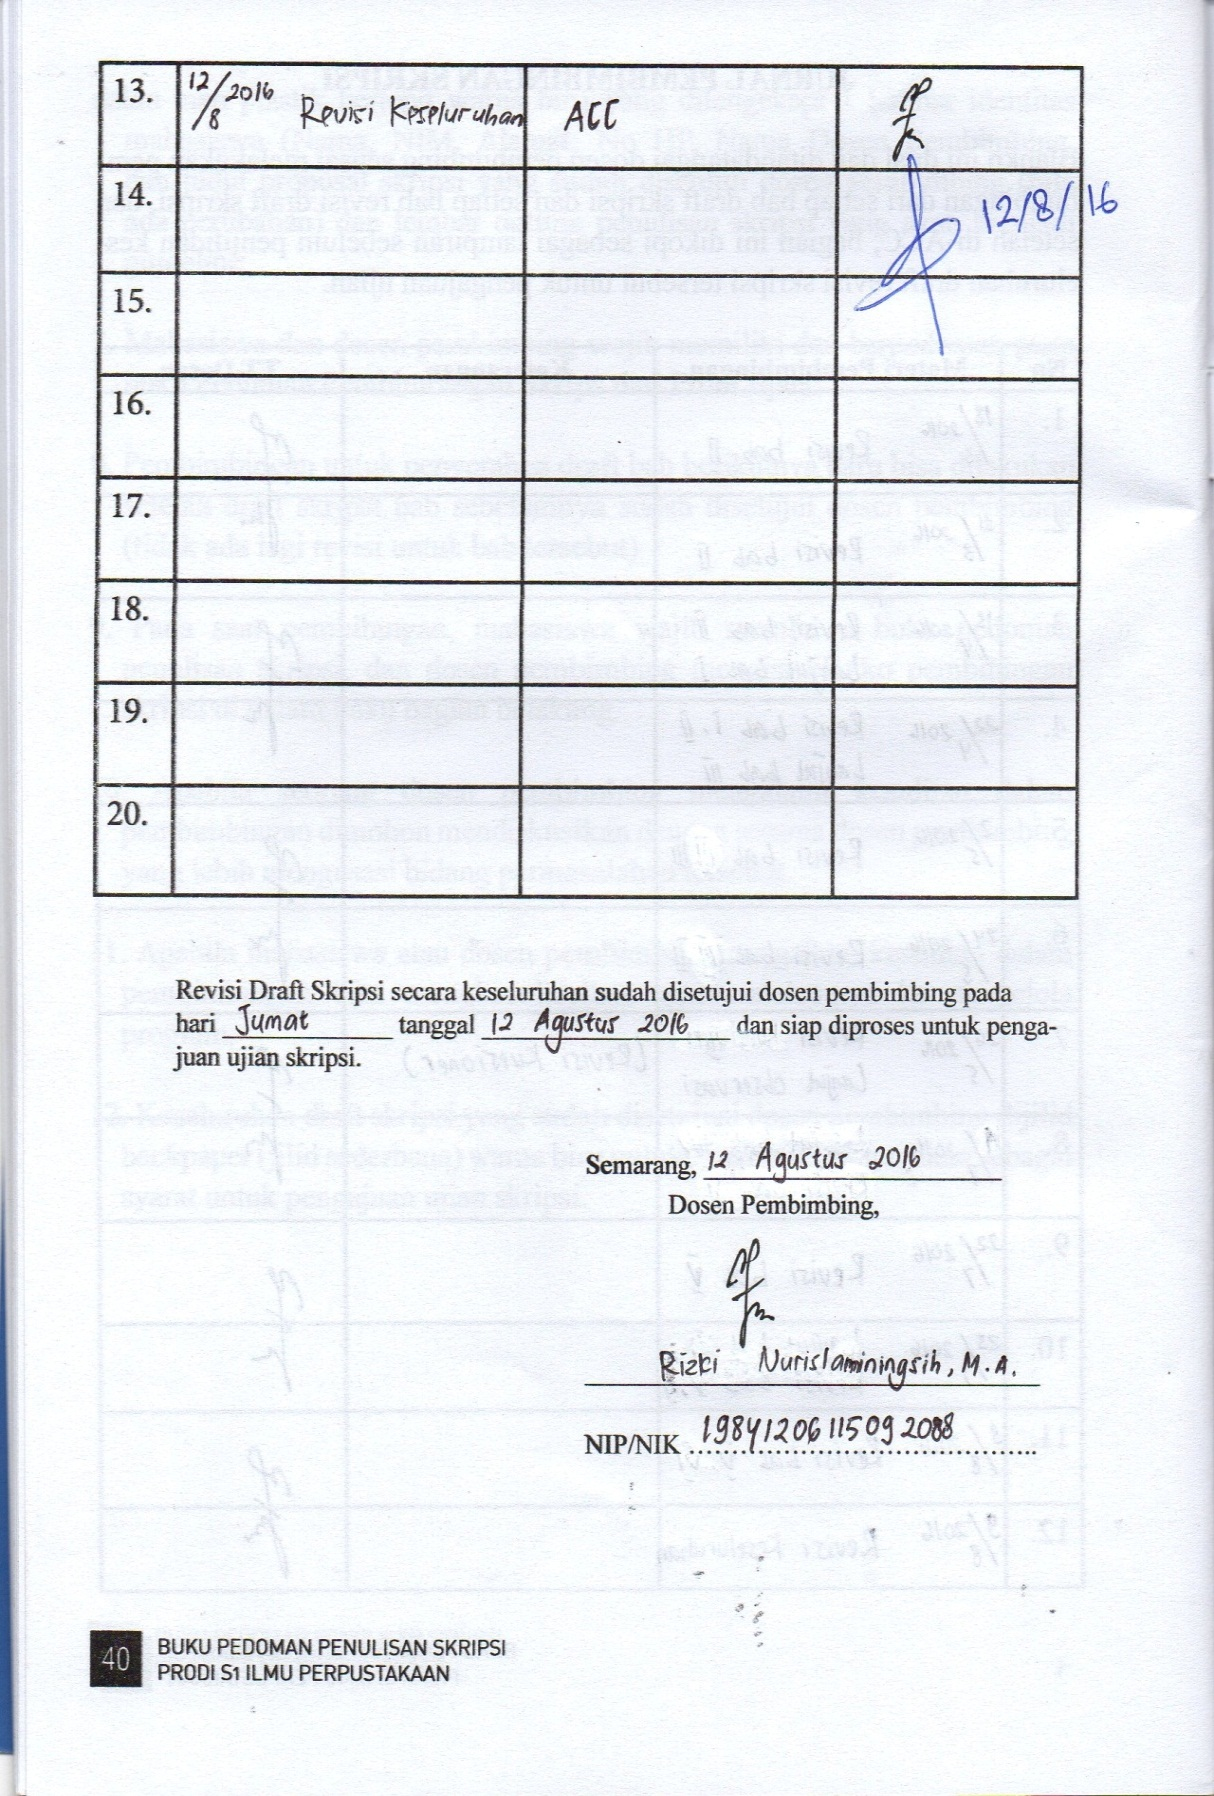 13. 12/8 2016 Revisi Keseluruhan ACC
14. 12/8/16
15.
16.
17.
18.
19.
20.
Revisi Draft Skripsi secara keseluruhan sudah disetujui dosen pembimbing pada
hari Jumat tanggal 12 Agustus 2016 dan siap diproses untuk penga-
juan ujian skripsi.
Semarang, 12 Agustus 2016
Dosen Pembimbing,
Rizki Nurislaminingsih, M.A.
NIP/NIK 19841206115092088
40 BUKU PEDOMAN PENULISAN SKRIPSI
PRODI S1 ILMU PERPUSTAKAAN